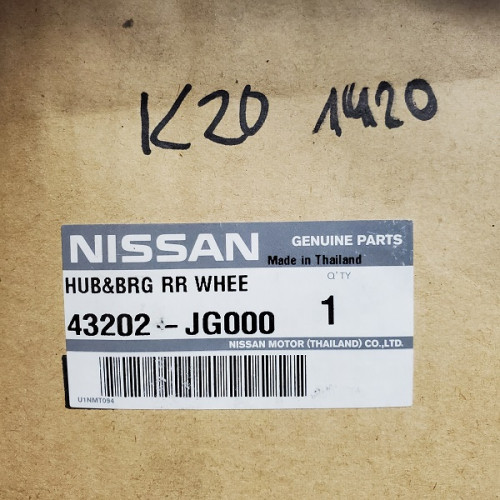 K20 1420
NISSAN GENUINE PARTS
Made in Thailand
HUB&BRG RR WHEE Q'TY
43202-JG000 1
NISSAN MOTOR (THAILAND) CO.,LTD.
U1NMT094